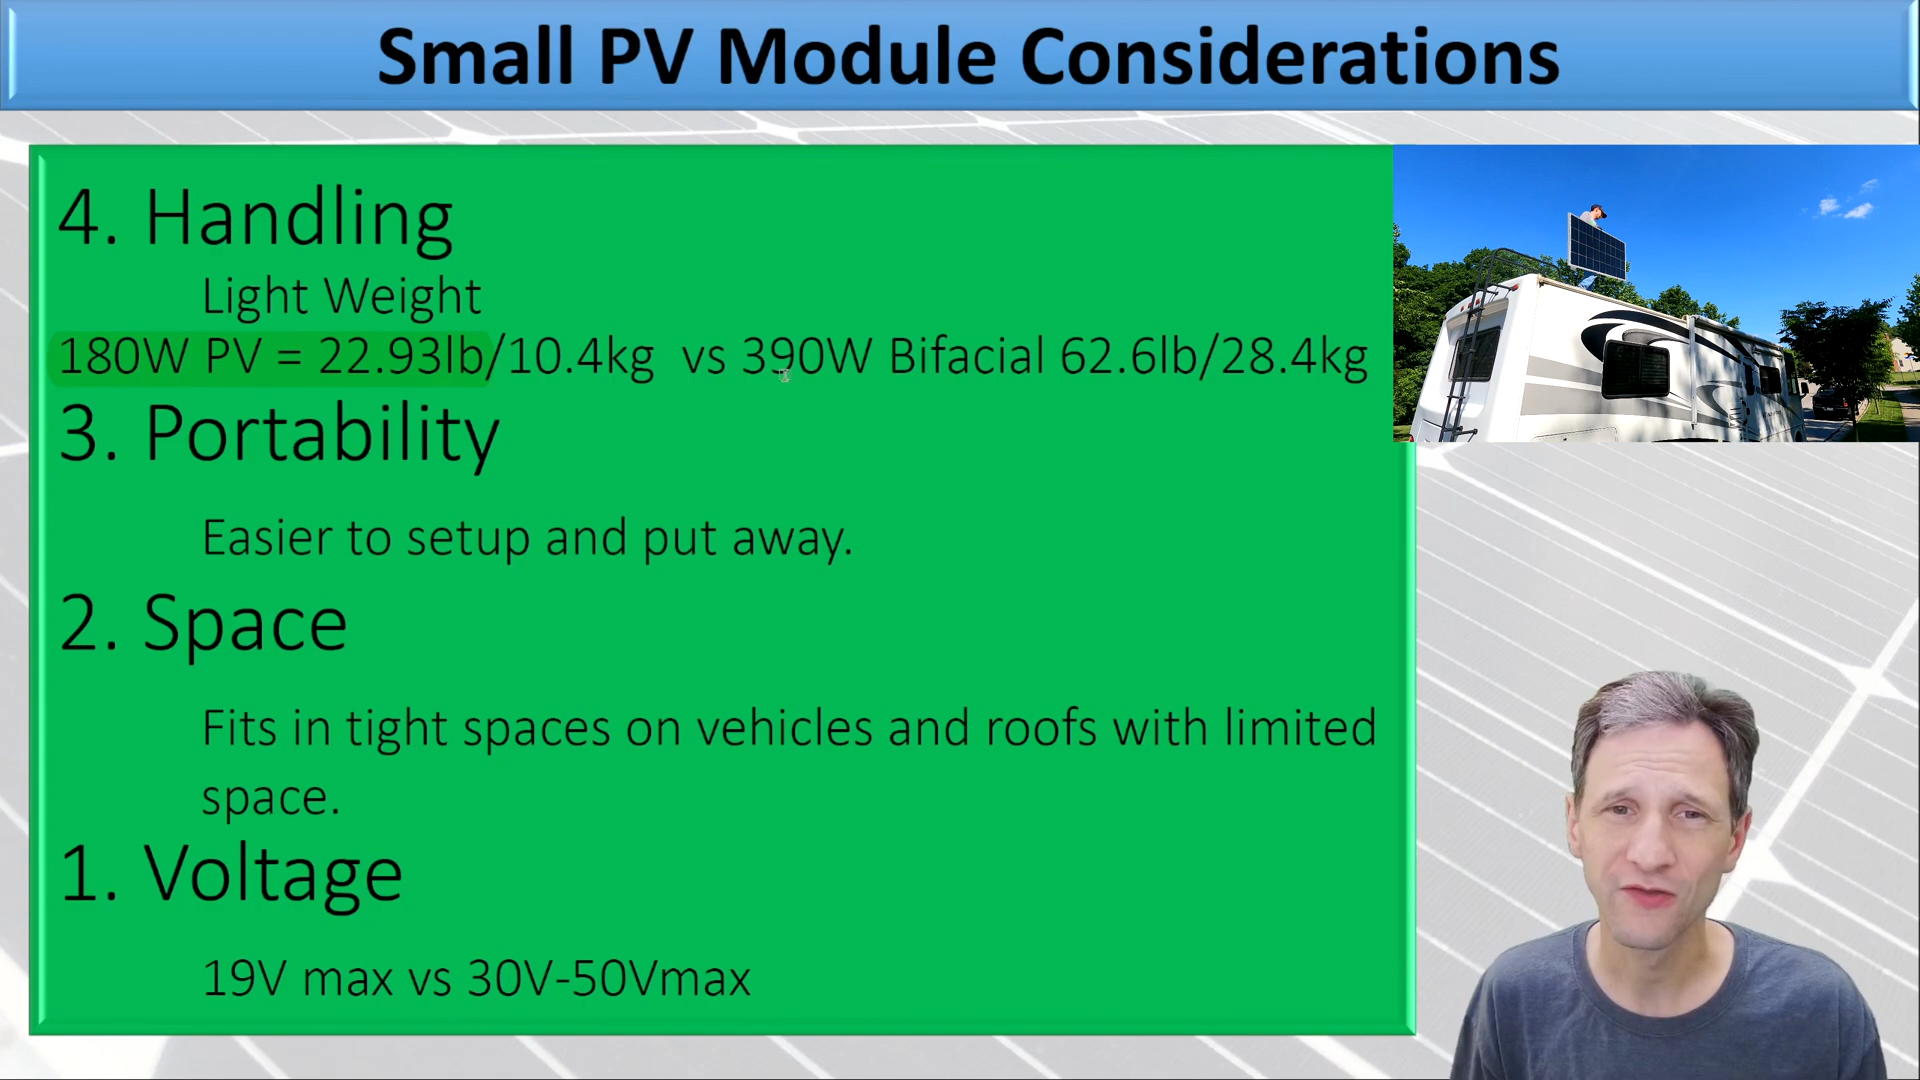 Small PV Module Considerations
4. Handling
Light Weight
180W PV = 22.93lb/10.4kg vs 390W Bifacial 62.6lb/28.4kg
3. Portability
Easier to setup and put away.
2. Space
Fits in tight spaces on vehicles and roofs with limited
space.
1. Voltage
19V max vs 30V-50Vmax